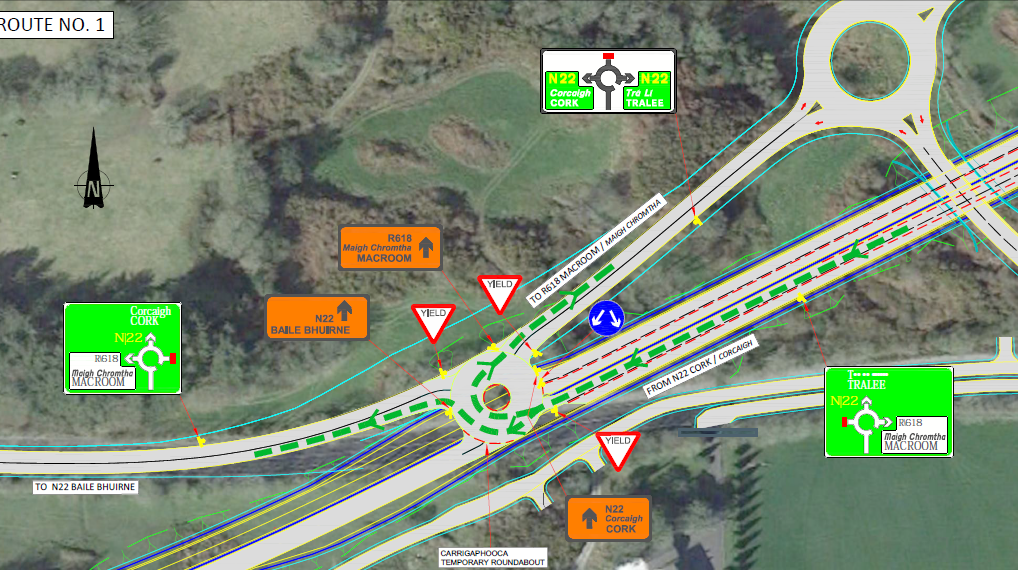 ROUTE NO. 1
N
N22
Corcaigh
CORK
N22
Trá Lí
TRALEE
R618
Maigh Chromtha
MACROOM
N22
BAILE BHUIRNE
YIELD
YIELD
TO R618 MACROOM / MAIGH CHROMTHA
Corcaigh
CORK
N22
R618
Maigh Chromtha
MACROOM
FROM N22 CORK / CORCAIGH
TRALEE
N22
R618
Maigh Chromtha
MACROOM
YIELD
TO N22 BAILE BHUIRNE
N22
Corcaigh
CORK
CARRIGAPHOOCA
TEMPORARY ROUNDABOUT